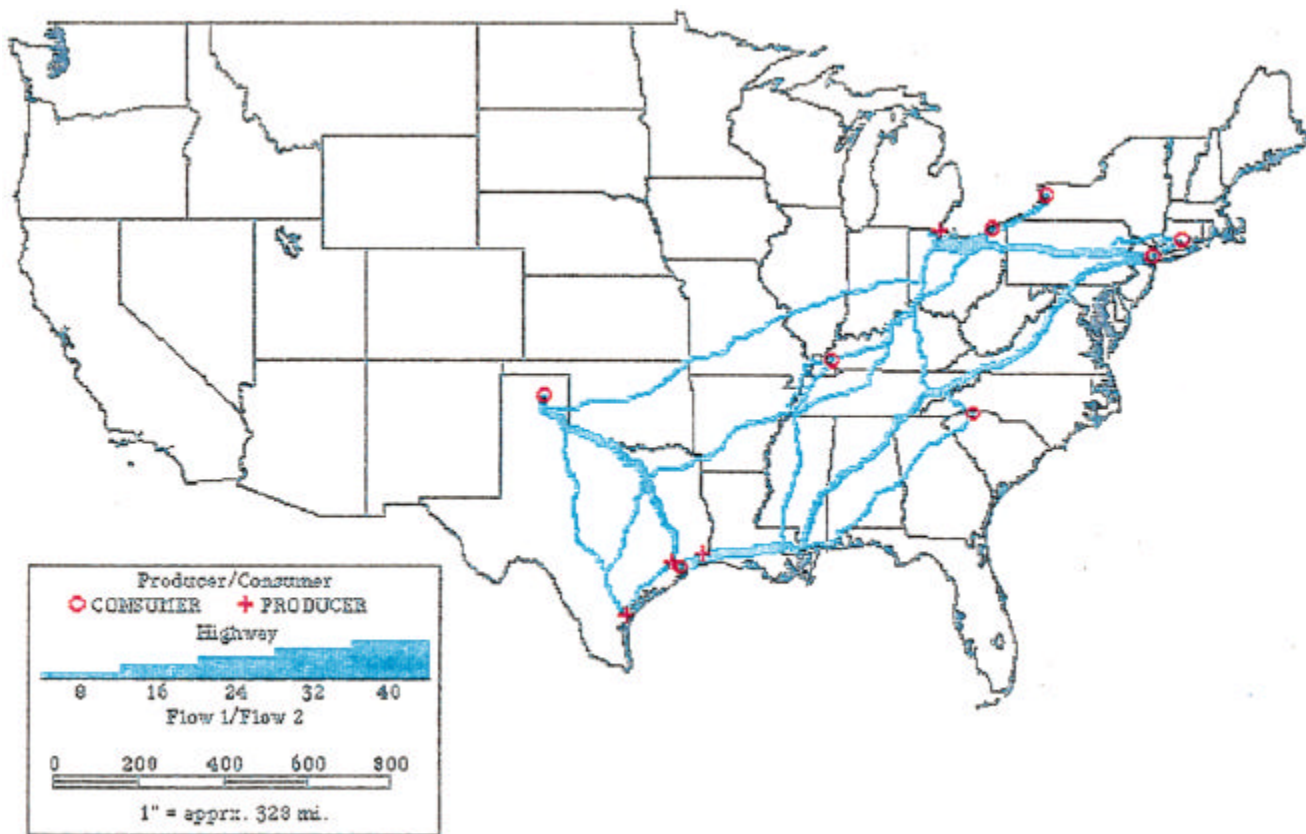 Producer/Consumer
CONSUMER PRODUCER
Highway
8 16 24 32 40
Flow 1/Flow 2
0 200 400 600 800
1" = apprx. 328 mi.